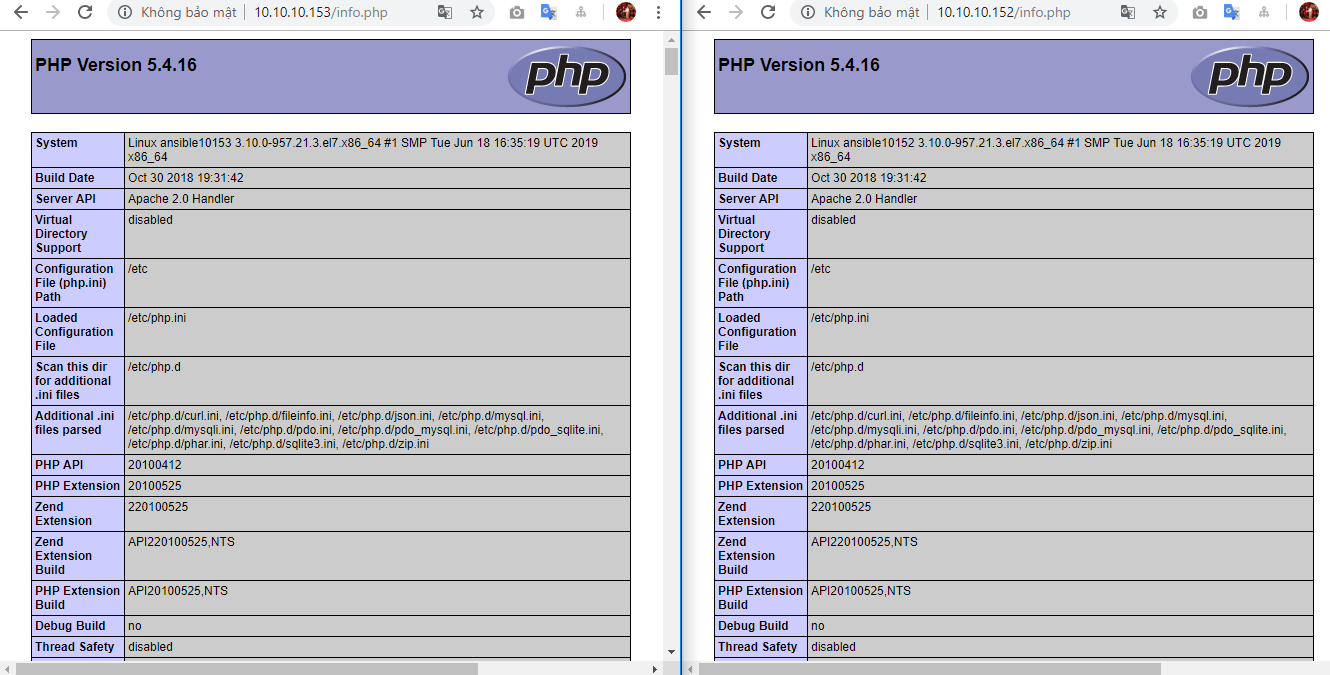 Không bảo mật 10.10.10.153/info.php
PHP Version 5.4.16
php
System Linux ansible10153 3.10.0-957.21.3.el7.x86_64 #1 SMP Tue Jun 18 16:35:19 UTC 2019
x86_64
Build Date Oct 30 2018 19:31:42
Server API Apache 2.0 Handler
Virtual disabled
Directory
Support
Configuration /etc
File (php.ini)
Path
Loaded /etc/php.ini
Configuration
File
Scan this dir /etc/php.d
for additional
.ini files
Additional .ini /etc/php.d/curl.ini, /etc/php.d/fileinfo.ini, /etc/php.d/json.ini, /etc/php.d/mysql.ini,
files parsed /etc/php.d/mysqli.ini, /etc/php.d/pdo.ini, /etc/php.d/pdo_mysql.ini, /etc/php.d/pdo_sqlite.ini,
/etc/php.d/phar.ini, /etc/php.d/sqlite3.ini, /etc/php.d/zip.ini
PHP API 20100412
PHP Extension 20100525
Zend 220100525
Extension
Zend API220100525,NTS
Extension
Build
PHP Extension API20100525,NTS
Build
Debug Build no
Thread Safety disabled
Không bảo mật 10.10.10.152/info.php
PHP Version 5.4.16
php
System Linux ansible10152 3.10.0-957.21.3.el7.x86_64 #1 SMP Tue Jun 18 16:35:19 UTC 2019
x86_64
Build Date Oct 30 2018 19:31:42
Server API Apache 2.0 Handler
Virtual disabled
Directory
Support
Configuration /etc
File (php.ini)
Path
Loaded /etc/php.ini
Configuration
File
Scan this dir /etc/php.d
for additional
.ini files
Additional .ini /etc/php.d/curl.ini, /etc/php.d/fileinfo.ini, /etc/php.d/json.ini, /etc/php.d/mysql.ini,
files parsed /etc/php.d/mysqli.ini, /etc/php.d/pdo.ini, /etc/php.d/pdo_mysql.ini, /etc/php.d/pdo_sqlite.ini,
/etc/php.d/phar.ini, /etc/php.d/sqlite3.ini, /etc/php.d/zip.ini
PHP API 20100412
PHP Extension 20100525
Zend 220100525
Extension
Zend API220100525,NTS
Extension
Build
PHP Extension API20100525,NTS
Build
Debug Build no
Thread Safety disabled